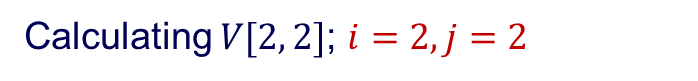 Calculating V[2, 2]; i = 2, j = 2